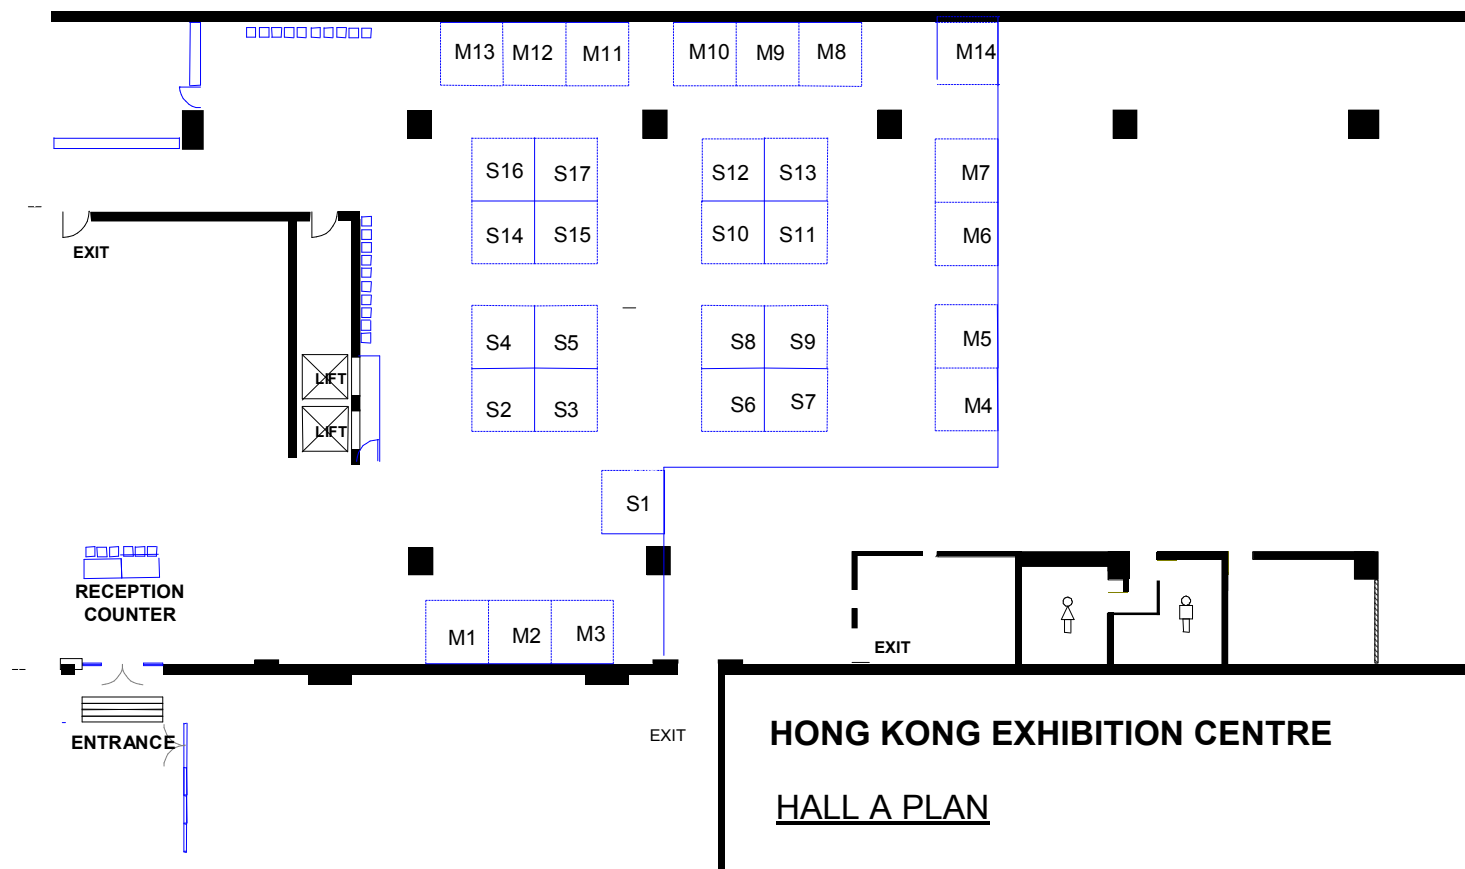 M13 M12 M11 M10 M9 M8 M14
S16 S17 S12 S13 M7
S14 S15 S10 S11 M6
EXIT
S4 S5 S8 S9 M5
LIFT
S2 S3 S6 S7 M4
LIFT
S1
RECEPTION
COUNTER
M1 M2 M3
EXIT
ENTRANCE
EXIT
HONG KONG EXHIBITION CENTRE
HALL A PLAN